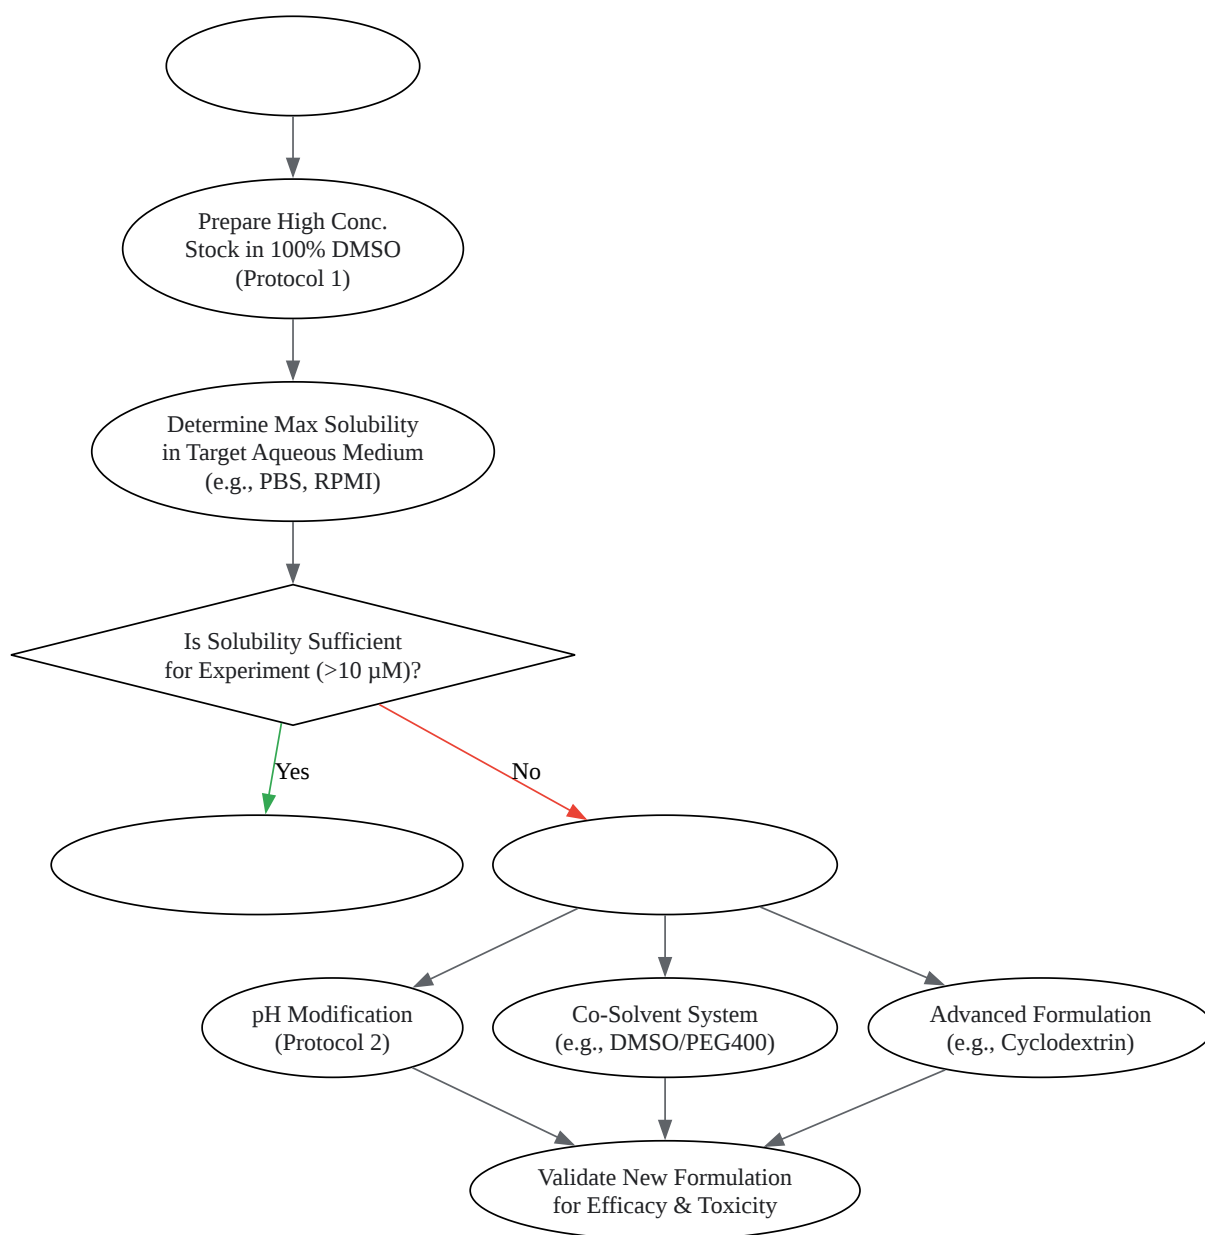 Prepare High Conc.
Stock in 100% DMSO
(Protocol 1)
Determine Max Solubility
in Target Aqueous Medium
(e.g., PBS, RPMI)
Is Solubility Sufficient
for Experiment (>10 µM)?
Yes
No
pH Modification
(Protocol 2)
Co-Solvent System
(e.g., DMSO/PEG400)
Advanced Formulation
(e.g., Cyclodextrin)
Validate New Formulation
for Efficacy & Toxicity